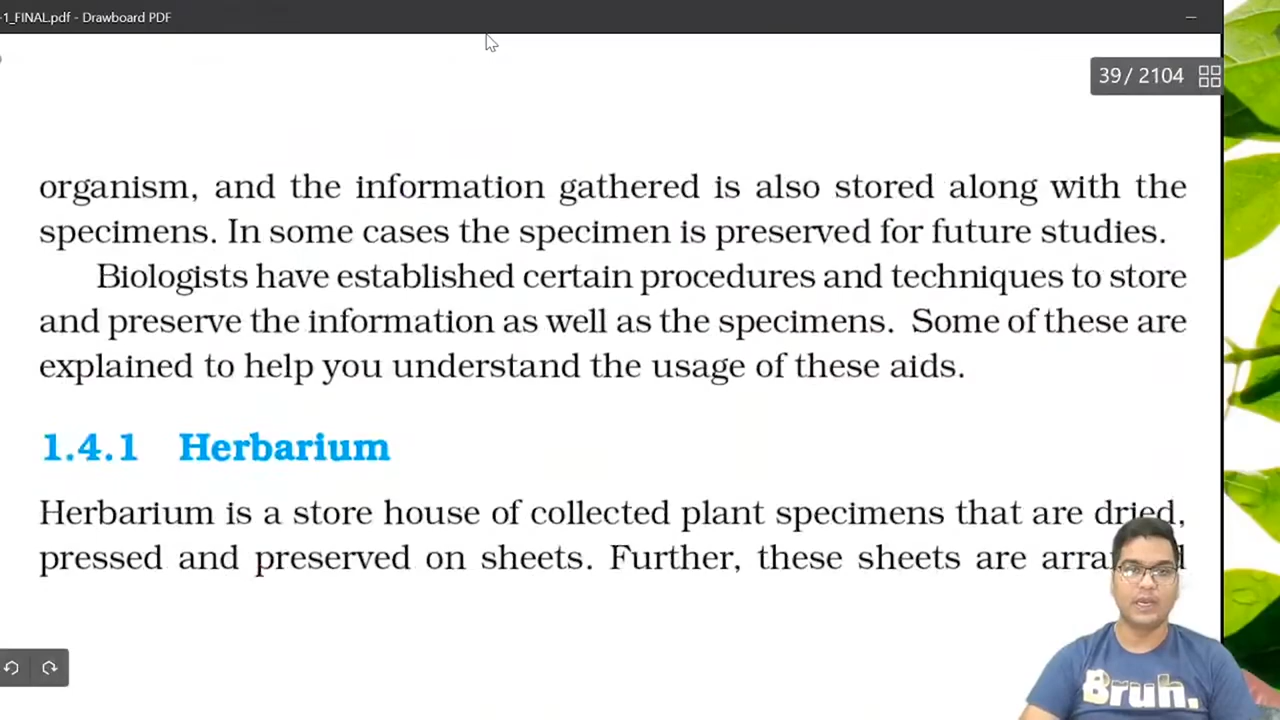 -1_FINAL.pdf - Drawboard PDF
39 / 2104
organism, and the information gathered is also stored along with the
specimens. In some cases the specimen is preserved for future studies.
Biologists have established certain procedures and techniques to store
and preserve the information as well as the specimens. Some of these are
explained to help you understand the usage of these aids.
1.4.1 Herbarium
Herbarium is a store house of collected plant specimens that are dried,
pressed and preserved on sheets. Further, these sheets are
Bruh.